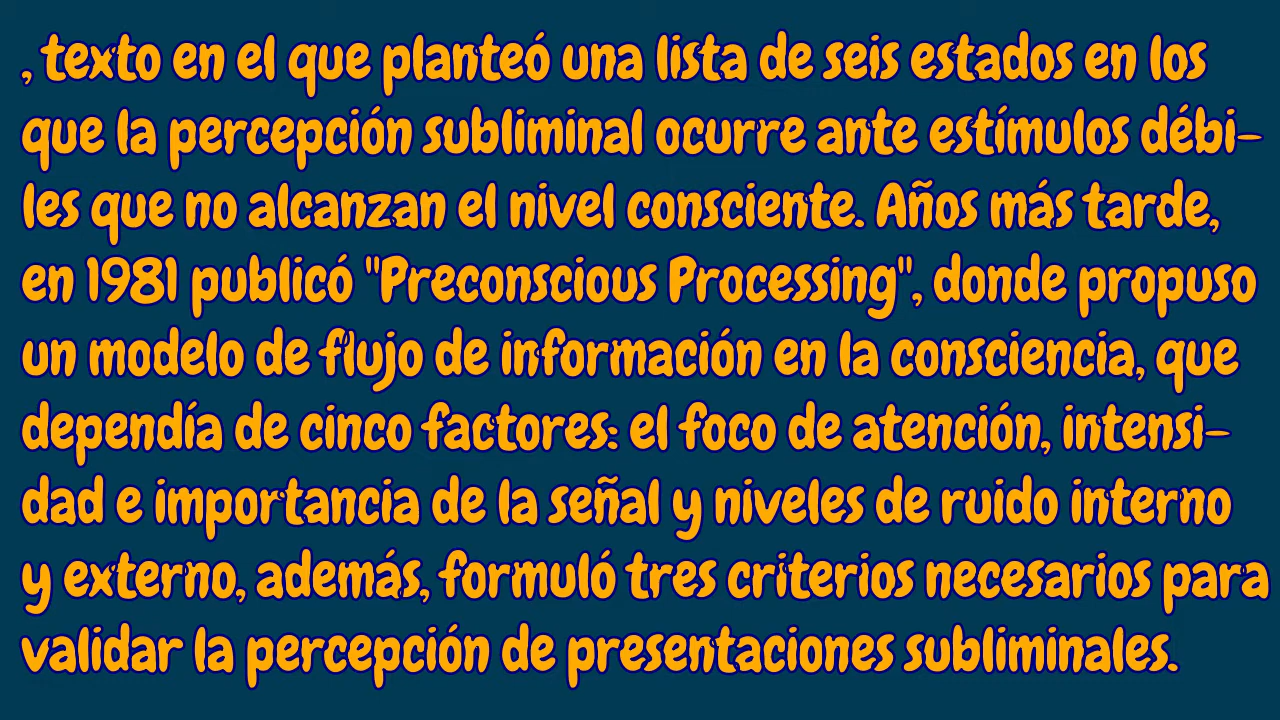 , texto en el que planteó una lista de seis estados en los
que la percepción subliminal ocurre ante estímulos débi-
les que no alcanzan el nivel consciente. Años más tarde,
en 1981 publicó "Preconscious Processing", donde propuso
un modelo de flujo de información en la consciencia, que
dependía de cinco factores: el foco de atención, intensi-
dad e importancia de la señal y niveles de ruido interno
y externo, además, formuló tres criterios necesarios para
validar la percepción de presentaciones subliminales.